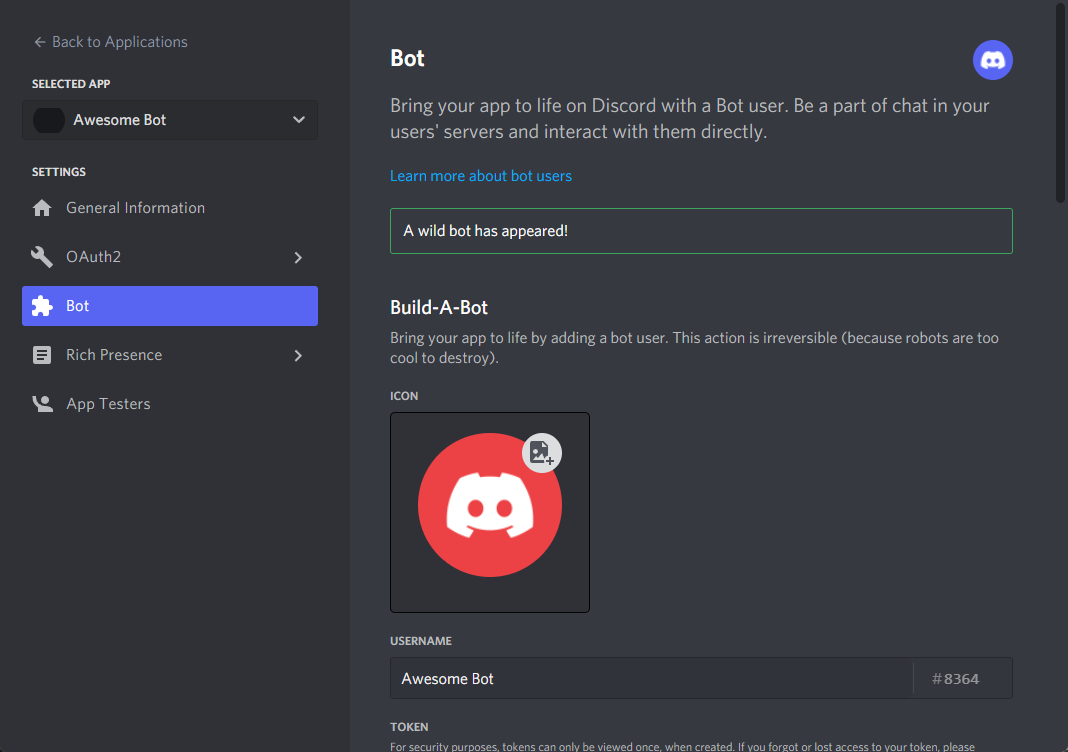 Back to Applications
SELECTED APP
Awesome Bot
SETTINGS
General Information
OAuth2
Bot
Rich Presence
App Testers
Bot
Bring your app to life on Discord with a Bot user. Be a part of chat in your
users' servers and interact with them directly.
Learn more about bot users
A wild bot has appeared!
Build-A-Bot
Bring your app to life by adding a bot user. This action is irreversible (because robots are too
cool to destroy).
ICON
USERNAME
Awesome Bot #8364
TOKEN
For security purposes, tokens can only be viewed once, when created. If you forgot or lost access to your token, please